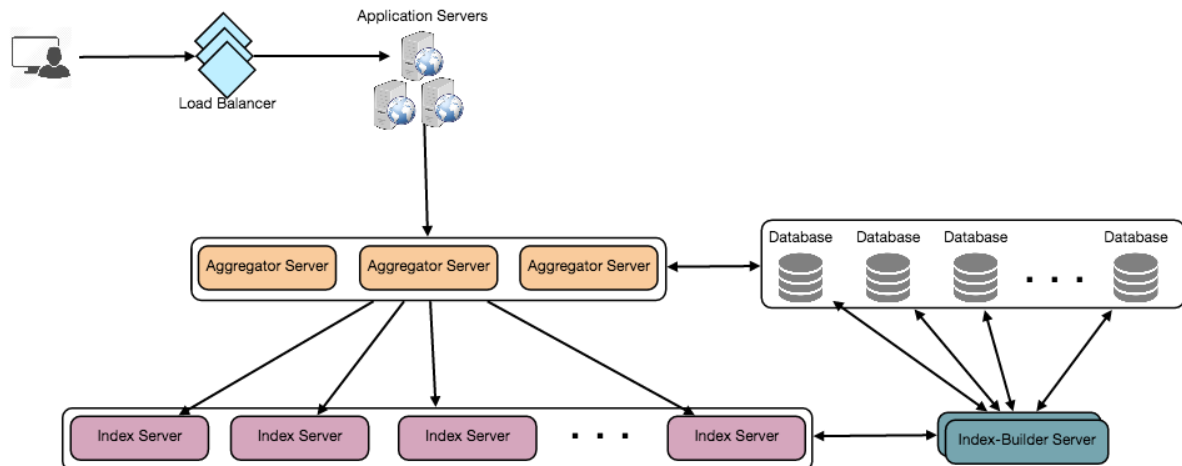 Application Servers
Load Balancer
Aggregator Server
Aggregator Server
Aggregator Server
Database
Database
Database
Database
. . .
Index Server
Index Server
Index Server
. . .
Index Server
Index-Builder Server